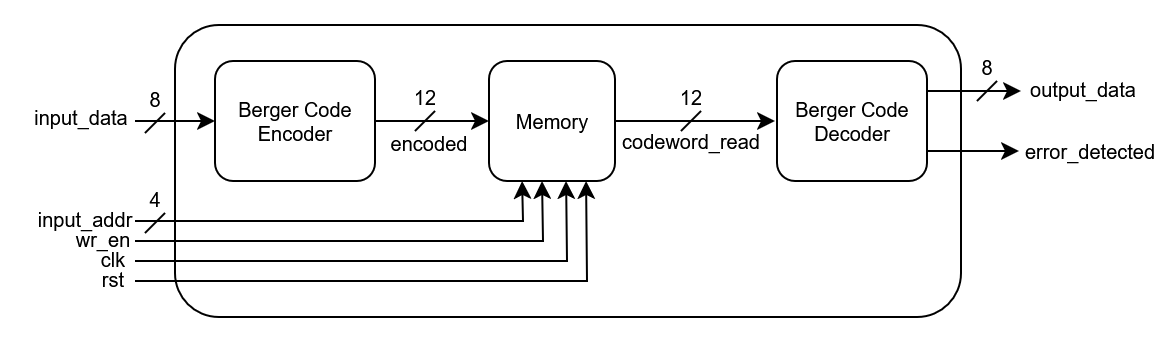 8
input_data
Berger Code
Encoder
12
encoded
Memory
12
codeword_read
Berger Code
Decoder
8
output_data
error_detected
4
input_addr
wr_en
clk
rst